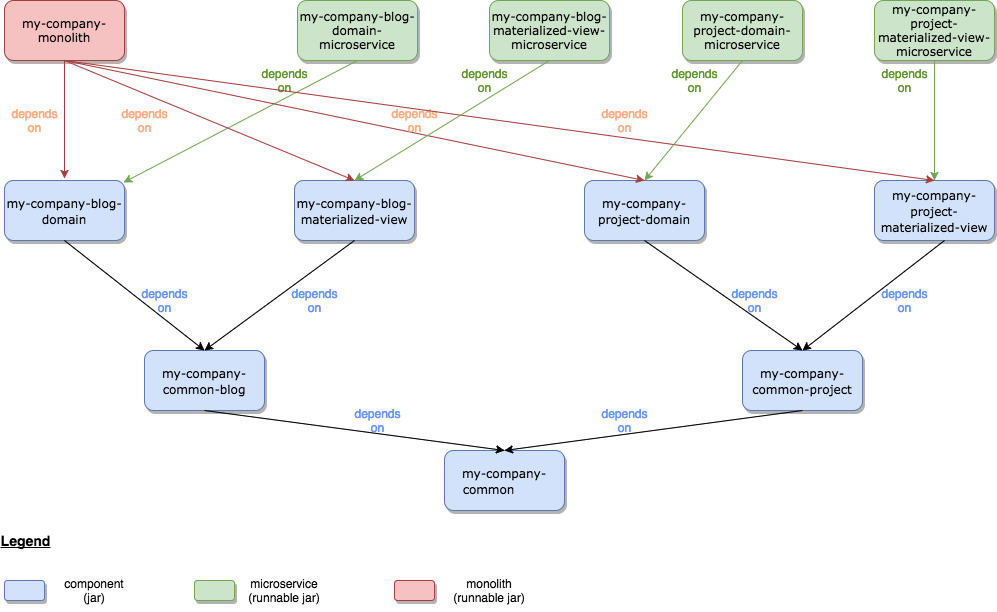 my-company-
monolith
my-company-blog-
domain-
microservice
my-company-blog-
materialized-view-
microservice
my-company-
project-domain-
microservice
my-company-
project-
materialized-view-
microservice
depends
on
depends
on
depends
on
depends
on
depends
on
depends
on
depends
on
depends
on
my-company-blog-
domain
my-company-blog-
materialized-view
my-company-
project-domain
my-company-
project-
materialized-view
depends
on
depends
on
depends
on
depends
on
my-company-
common-blog
my-company-
common-project
depends
on
depends
on
my-company-
common
Legend
component
(jar)
microservice
(runnable jar)
monolith
(runnable jar)